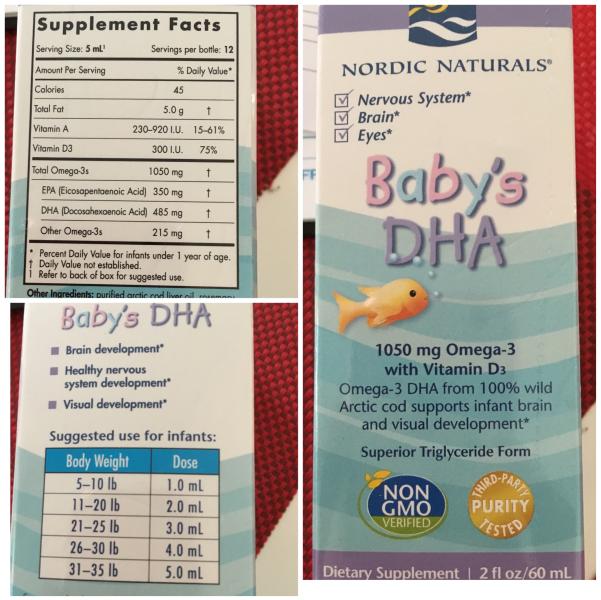 Supplement Facts
Serving Size: 5 mL¹ Servings per bottle: 12
Amount Per Serving % Daily Value*
Calories 45
Total Fat 5.0 g †
Vitamin A 230–920 I.U. 15–61%
Vitamin D3 300 I.U. 75%
Total Omega-3s 1050 mg †
EPA (Eicosapentaenoic Acid) 350 mg †
DHA (Docosahexaenoic Acid) 485 mg †
Other Omega-3s 215 mg †
* Percent Daily Value for infants under 1 year of age.
† Daily Value not established.
1 Refer to back of box for suggested use.
Other Ingredients: purified arctic cod liver oil, rosemary
Baby's DHA
Brain development*
Healthy nervous
system development*
Visual development*
Suggested use for infants:
Body Weight Dose
5–10 lb 1.0 mL
11–20 lb 2.0 mL
21–25 lb 3.0 mL
26–30 lb 4.0 mL
31–35 lb 5.0 mL
NORDIC NATURALS®
Nervous System*
Brain*
Eyes*
Baby's
DHA
1050 mg Omega-3
with Vitamin D3
Omega-3 DHA from 100% wild
Arctic cod supports infant brain
and visual development*
Superior Triglyceride Form
NON
GMO
VERIFIED
THIRD-PARTY
PURITY
TESTED
Dietary Supplement | 2 fl oz/60 mL